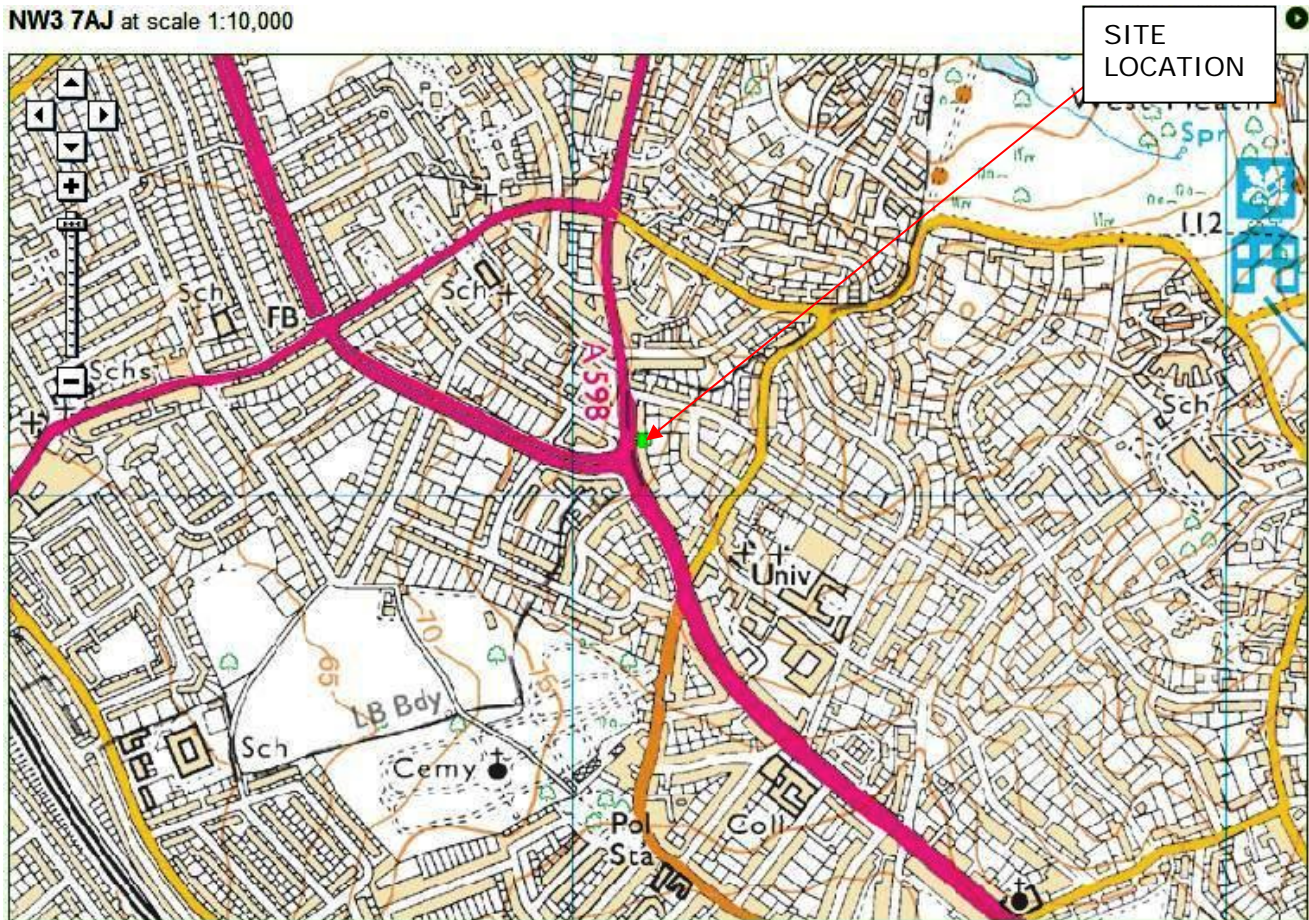 NW3 7AJ at scale 1:10,000
SITE
LOCATION
West Heath
Spr
112
Sch
FB
Sch
Schs
A 598
Sch
Univ
70
75
65
LB Bdy
Sch
Cemy
Pol
Sta
Coll